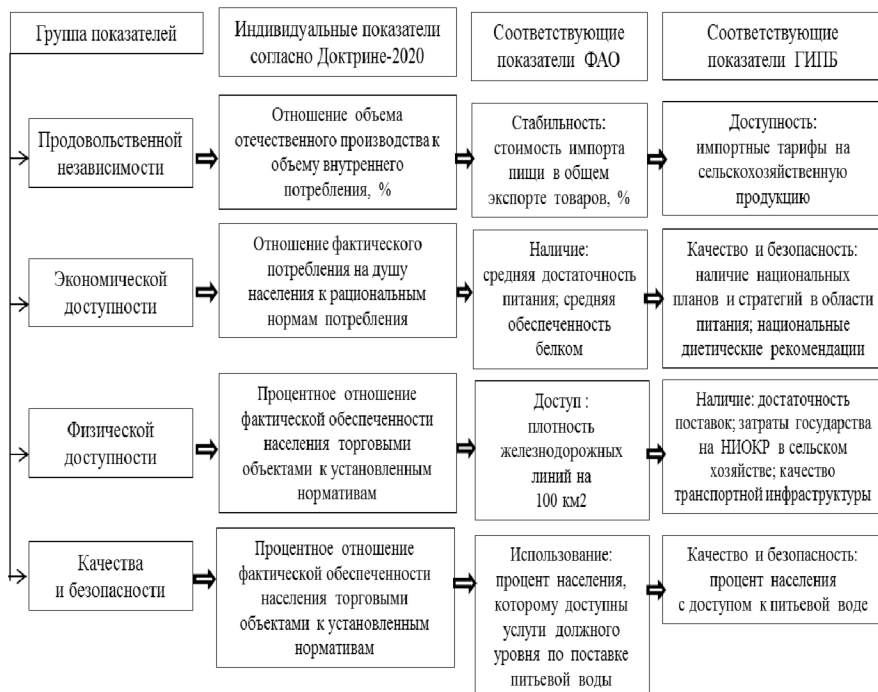 Группа показателей
Индивидуальные показатели
согласно Доктрине-2020
Соответствующие
показатели ФАО
Соответствующие
показатели ГИПБ
Продовольственной
независимости
Отношение объема
отечественного производства к
объему внутреннего
потребления, %
Стабильность:
стоимость импорта
пищи в общем
экспорте товаров, %
Доступность:
импортные тарифы на
сельскохозяйственную
продукцию
Экономической
доступности
Отношение фактического
потребления на душу
населения к рациональным
нормам потребления
Наличие:
средняя достаточность
питания; средняя
обеспеченность
белком
Качество и безопасность:
наличие национальных
планов и стратегий в области
питания; национальные
диетические рекомендации
Физической
доступности
Процентное отношение
фактической обеспеченности
населения торговыми
объектами к установленным
нормативам
Доступ :
плотность
железнодорожных
линий на
100 км2
Наличие: достаточность
поставок; затраты государства
на НИОКР в сельском
хозяйстве; качество
транспортной инфраструктуры
Качества
и безопасности
Процентное отношение
фактической обеспеченности
населения торговыми
объектами к установленным
нормативам
Использование:
процент населения,
которому доступны
услуги должного
уровня по поставке
питьевой воды
Качество и безопасность:
процент населения
с доступом к питьевой воде